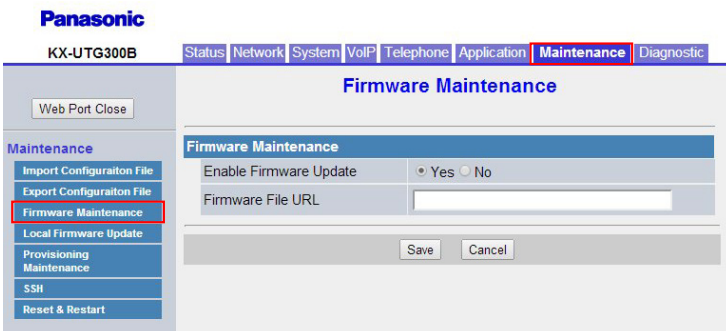 Panasonic
KX-UTG300B
Status Network System VoIP Telephone Application Maintenance Diagnostic
Web Port Close
Maintenance
Import Configuraiton File
Export Configuraiton File
Firmware Maintenance
Local Firmware Update
Provisioning
Maintenance
SSH
Reset & Restart
Firmware Maintenance
Firmware Maintenance
Enable Firmware Update Yes No
Firmware File URL
Save Cancel